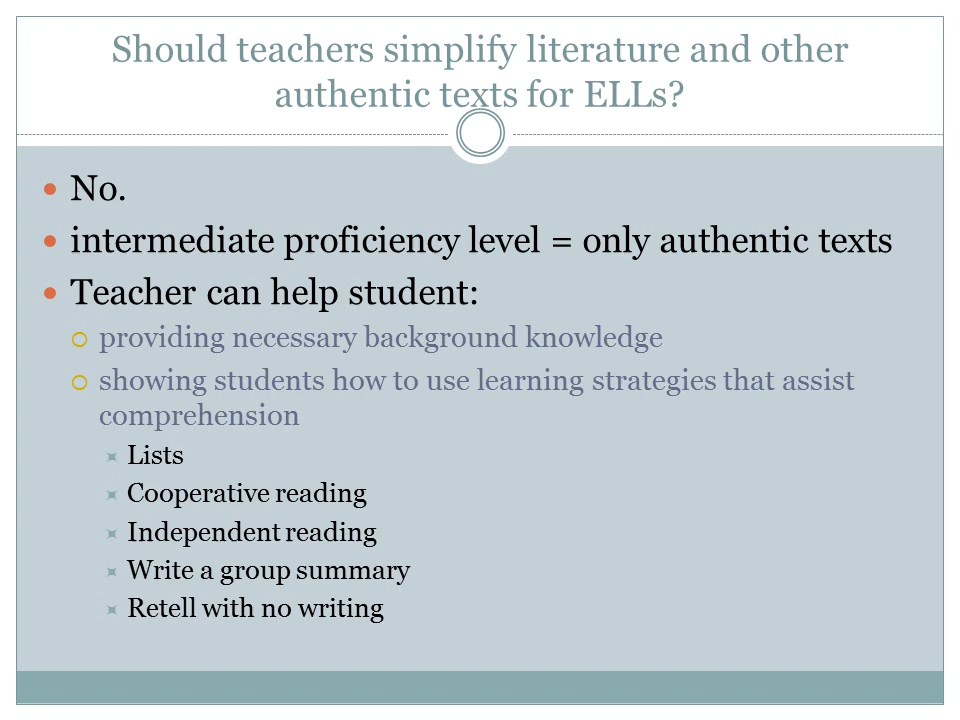 Should teachers simplify literature and other
authentic texts for ELLs?
No.
intermediate proficiency level = only authentic texts
Teacher can help student:
providing necessary background knowledge
showing students how to use learning strategies that assist
comprehension
Lists
Cooperative reading
Independent reading
Write a group summary
Retell with no writing